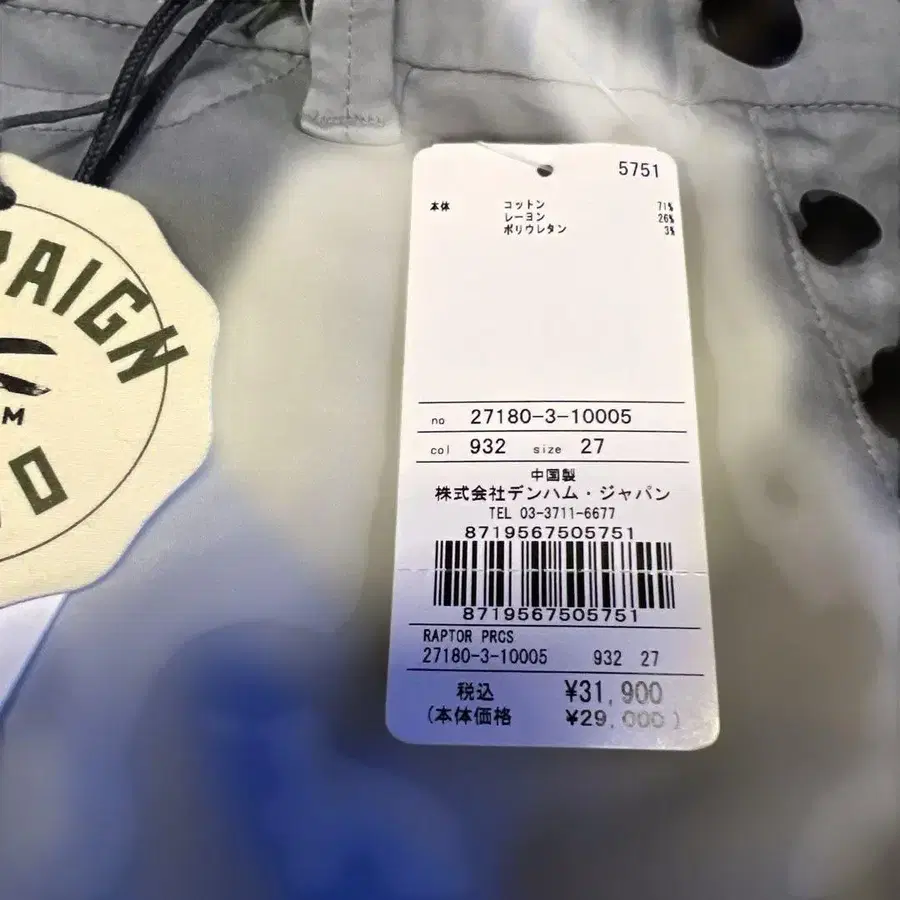 PAIGN
M
5751
本体 コットン 71%
レーヨン 26%
ポリウレタン 3%
no 27180-3-10005
col 932 size 27
中国製
株式会社デンハム・ジャパン
TEL 03-3711-6677
8719567505751
8719567505751
RAPTOR PRCS
27180-3-10005 932 27
税込 ¥31,900
(本体価格 ¥29,000)